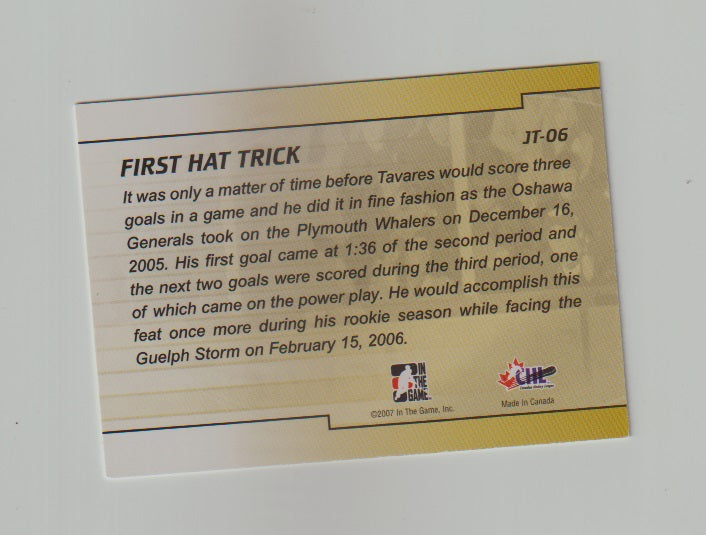 JT-06
FIRST HAT TRICK
It was only a matter of time before Tavares would score three
goals in a game and he did it in fine fashion as the Oshawa
Generals took on the Plymouth Whalers on December 16,
2005. His first goal came at 1:36 of the second period and
the next two goals were scored during the third period, one
of which came on the power play. He would accomplish this
feat once more during his rookie season while facing the
Guelph Storm on February 15, 2006.
IN
THE
GAME
©2007 In The Game, Inc.
CHL
Canadian Hockey League
Made In Canada